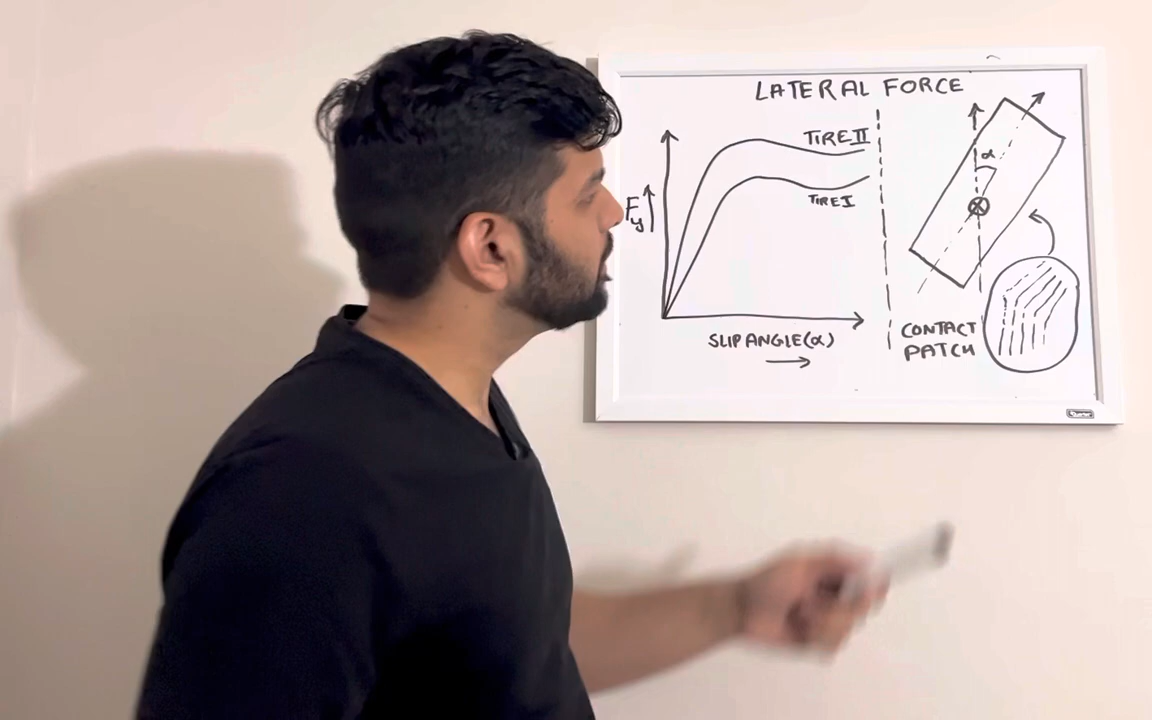 LATERAL FORCE
TIRE II
TIRE I
Fy
SLIP ANGLE (α)
α
CONTACT
PATCH